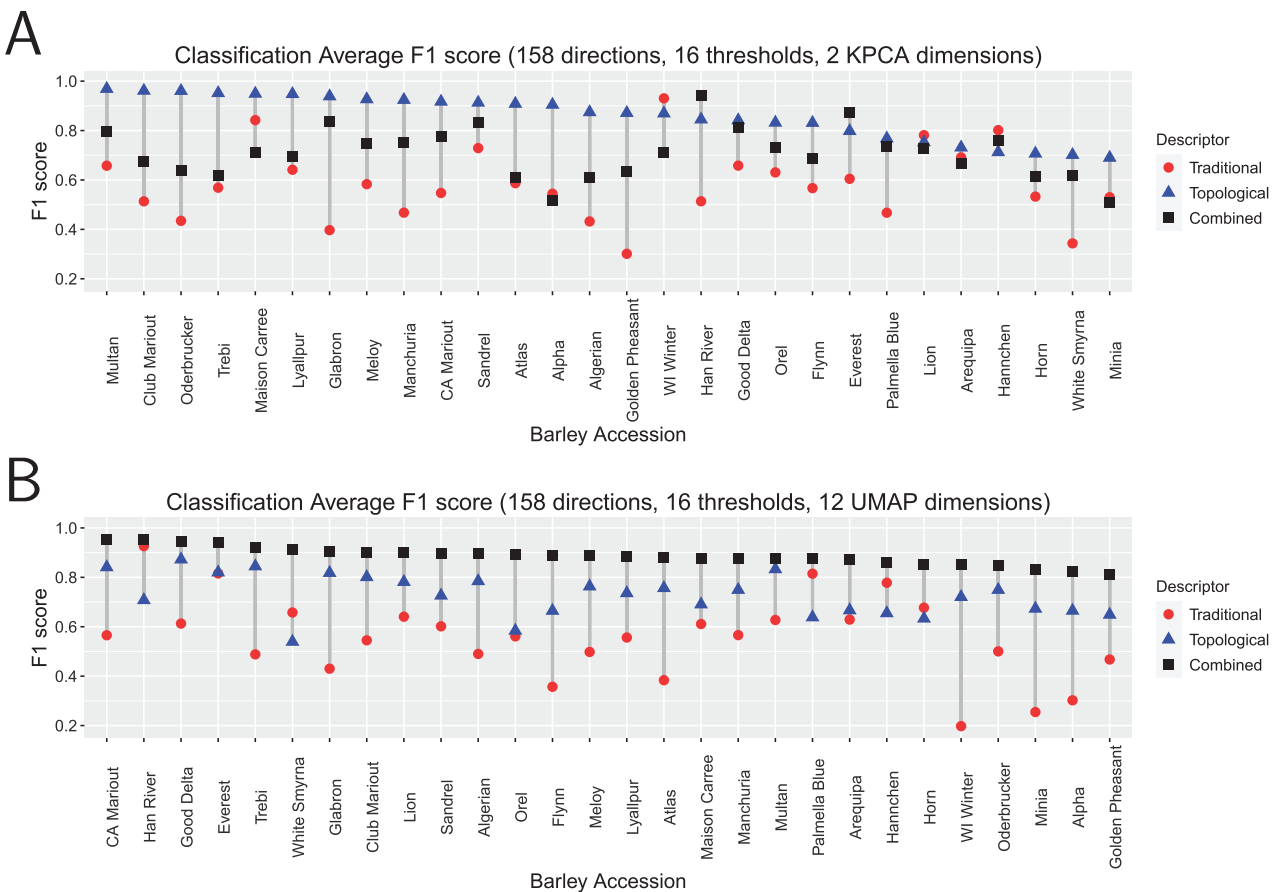 A
Classification Average F1 score (158 directions, 16 thresholds, 2 KPCA dimensions)
F1 score
1.0
0.8
0.6
0.4
0.2
Multan
Club Mariout
Oderbrucker
Trebi
Maison Carree
Lyallpur
Glabron
Meloy
Manchuria
CA Mariout
Sandrel
Atlas
Alpha
Algerian
Golden Pheasant
WI Winter
Han River
Good Delta
Orel
Flynn
Everest
Palmella Blue
Lion
Arequipa
Hannchen
Horn
White Smyrna
Minia
Barley Accession
Descriptor
Traditional
Topological
Combined
B
Classification Average F1 score (158 directions, 16 thresholds, 12 UMAP dimensions)
F1 score
1.0
0.8
0.6
0.4
0.2
CA Mariout
Han River
Good Delta
Everest
Trebi
White Smyrna
Glabron
Club Mariout
Lion
Sandrel
Algerian
Orel
Flynn
Meloy
Lyallpur
Atlas
Maison Carree
Manchuria
Multan
Palmella Blue
Arequipa
Hannchen
Horn
WI Winter
Oderbrucker
Minia
Alpha
Golden Pheasant
Barley Accession
Descriptor
Traditional
Topological
Combined